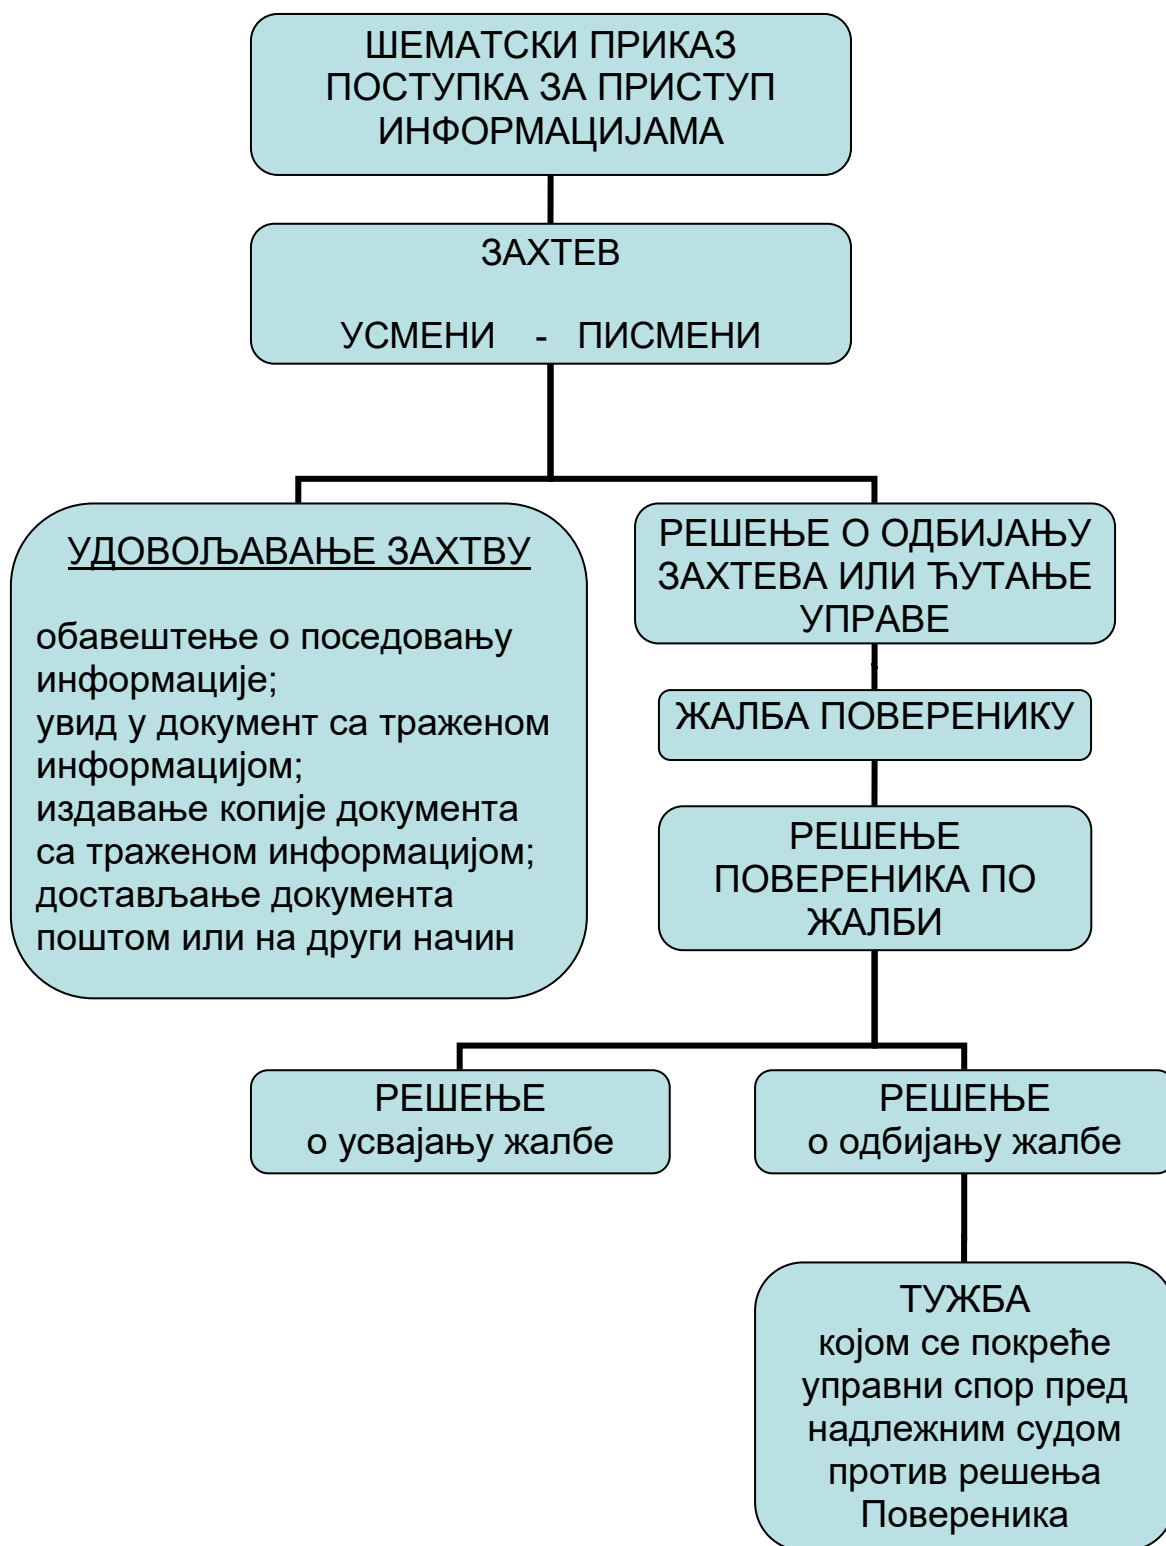 ШЕМАТСКИ ПРИКАЗ
ПОСТУПКА ЗА ПРИСТУП
ИНФОРМАЦИЈАМА
ЗАХТЕВ
УСМЕНИ - ПИСМЕНИ
УДОВОЉАВАЊЕ ЗАХТВУ
обавештење о поседовању
информације;
увид у документ са траженом
информацијом;
издавање копије документа
са траженом информацијом;
достављање документа
поштом или на други начин
РЕШЕЊЕ О ОДБИЈАЊУ
ЗАХТЕВА ИЛИ ЋУТАЊЕ
УПРАВЕ
ЖАЛБА ПОВЕРЕНИКУ
РЕШЕЊЕ
ПОВЕРЕНИКА ПО
ЖАЛБИ
РЕШЕЊЕ
о усвајању жалбе
РЕШЕЊЕ
о одбијању жалбе
ТУЖБА
којом се покреће
управни спор пред
надлежним судом
против решења
Повереника